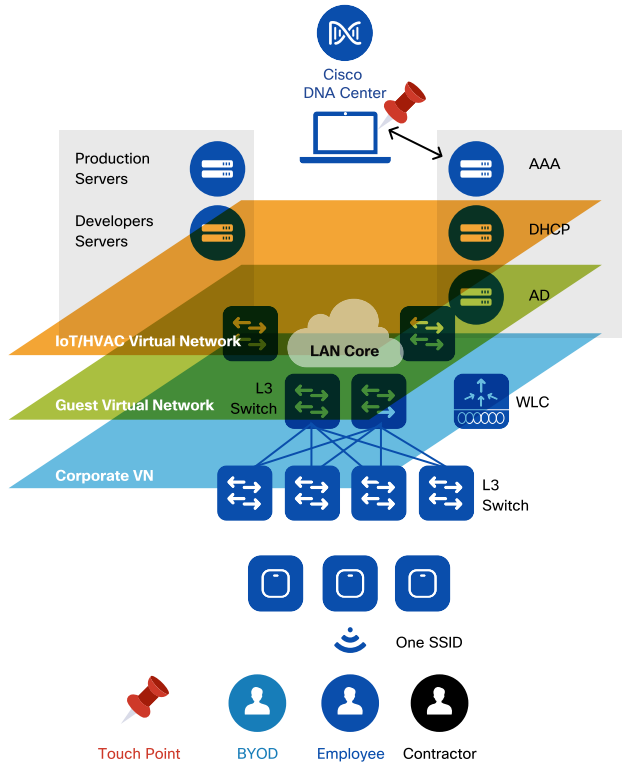 Cisco
DNA Center
Production
Servers
AAA
Developers
Servers
DHCP
AD
IoT/HVAC Virtual Network
LAN Core
L3
Switch
WLC
Guest Virtual Network
Corporate VN
L3
Switch
One SSID
Touch Point
BYOD
Employee
Contractor